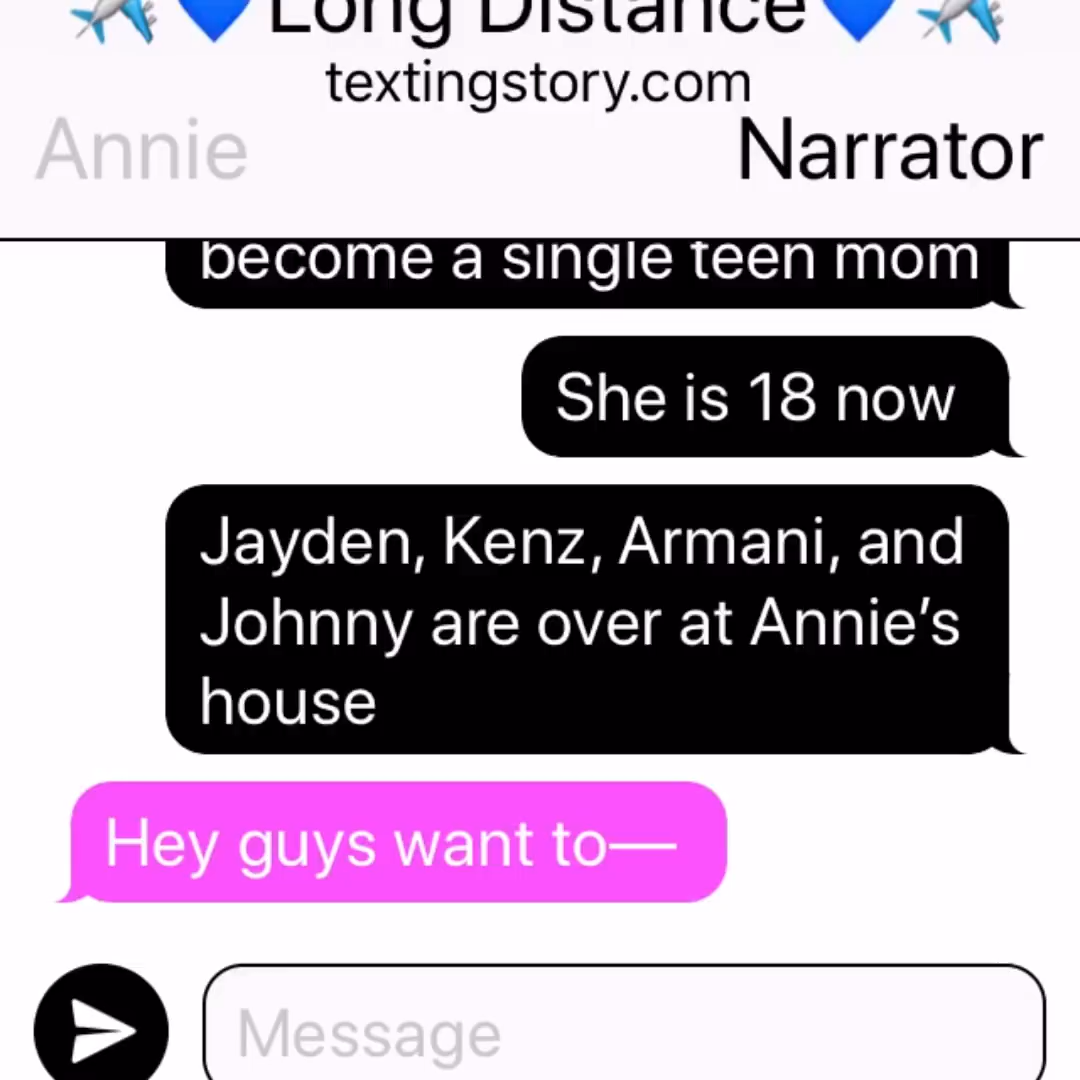 ✈️💙Long Distance💙✈️
textingstory.com
Annie
Narrator
become a single teen mom
She is 18 now
Jayden, Kenz, Armani, and
Johnny are over at Annie’s
house
Hey guys want to—
Message